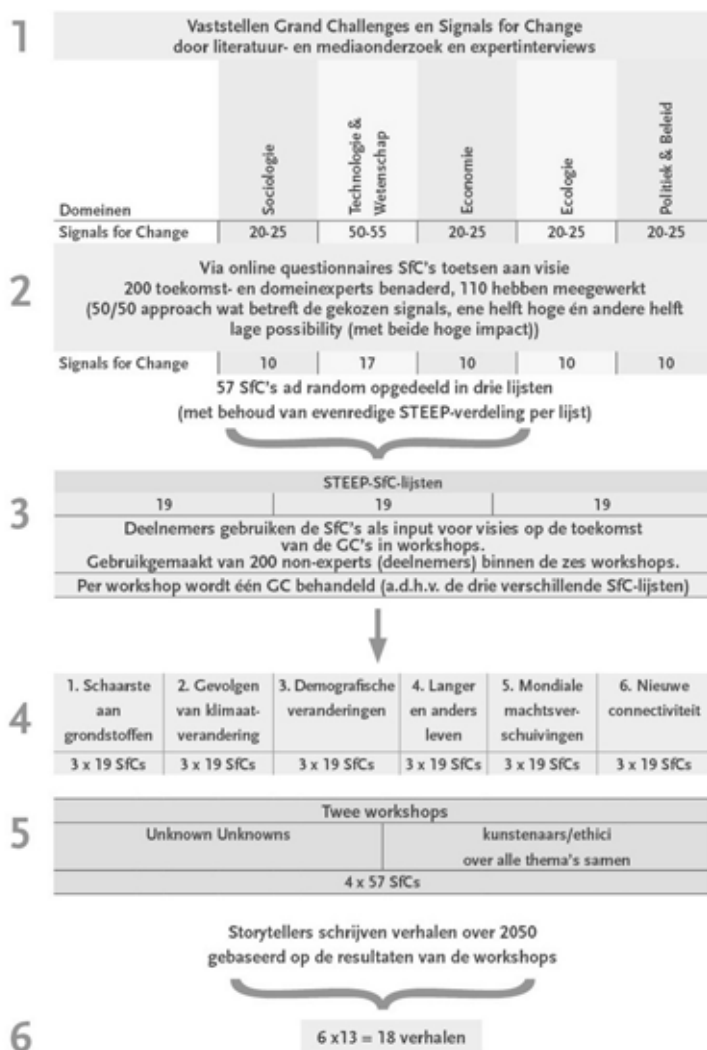 1
Vaststellen Grand Challenges en Signals for Change
door literatuur- en mediaonderzoek en expertinterviews
Domeinen
Sociologie
Technologie &
Wetenschap
Economie
Ecologie
Politiek & Beleid
Signals for Change 20-25 50-55 20-25 20-25 20-25
2
Via online questionnaires SfC's toetsen aan visie
200 toekomst- en domeinexperts benaderd, 110 hebben meegewerkt
(50/50 approach wat betreft de gekozen signals, ene helft hoge én andere helft
lage possibility (met beide hoge impact))
Signals for Change 10 17 10 10 10
57 SfC's ad random opgedeeld in drie lijsten
(met behoud van evenredige STEEP-verdeling per lijst)
3
STEEP-SfC-lijsten
19 19 19
Deelnemers gebruiken de SfC's als input voor visies op de toekomst
van de GC's in workshops.
Gebruikgemaakt van 200 non-experts (deelnemers) binnen de zes workshops.
Per workshop wordt één GC behandeld (a.d.h.v. de drie verschillende SfC-lijsten)
4
1. Schaarste
aan
grondstoffen
3 x 19 SfCs
2. Gevolgen
van klimaat-
verandering
3 x 19 SfCs
3. Demografische
veranderingen
3 x 19 SfCs
4. Langer
en anders
leven
3 x 19 SfCs
5. Mondiale
machtsver-
schuivingen
3 x 19 SfCs
6. Nieuwe
connectiviteit
3 x 19 SfCs
5
Twee workshops
Unknown Unknowns
kunstenaars/ethici
over alle thema's samen
4 x 57 SfCs
Storytellers schrijven verhalen over 2050
gebaseerd op de resultaten van de workshops
6
6 x13 = 18 verhalen